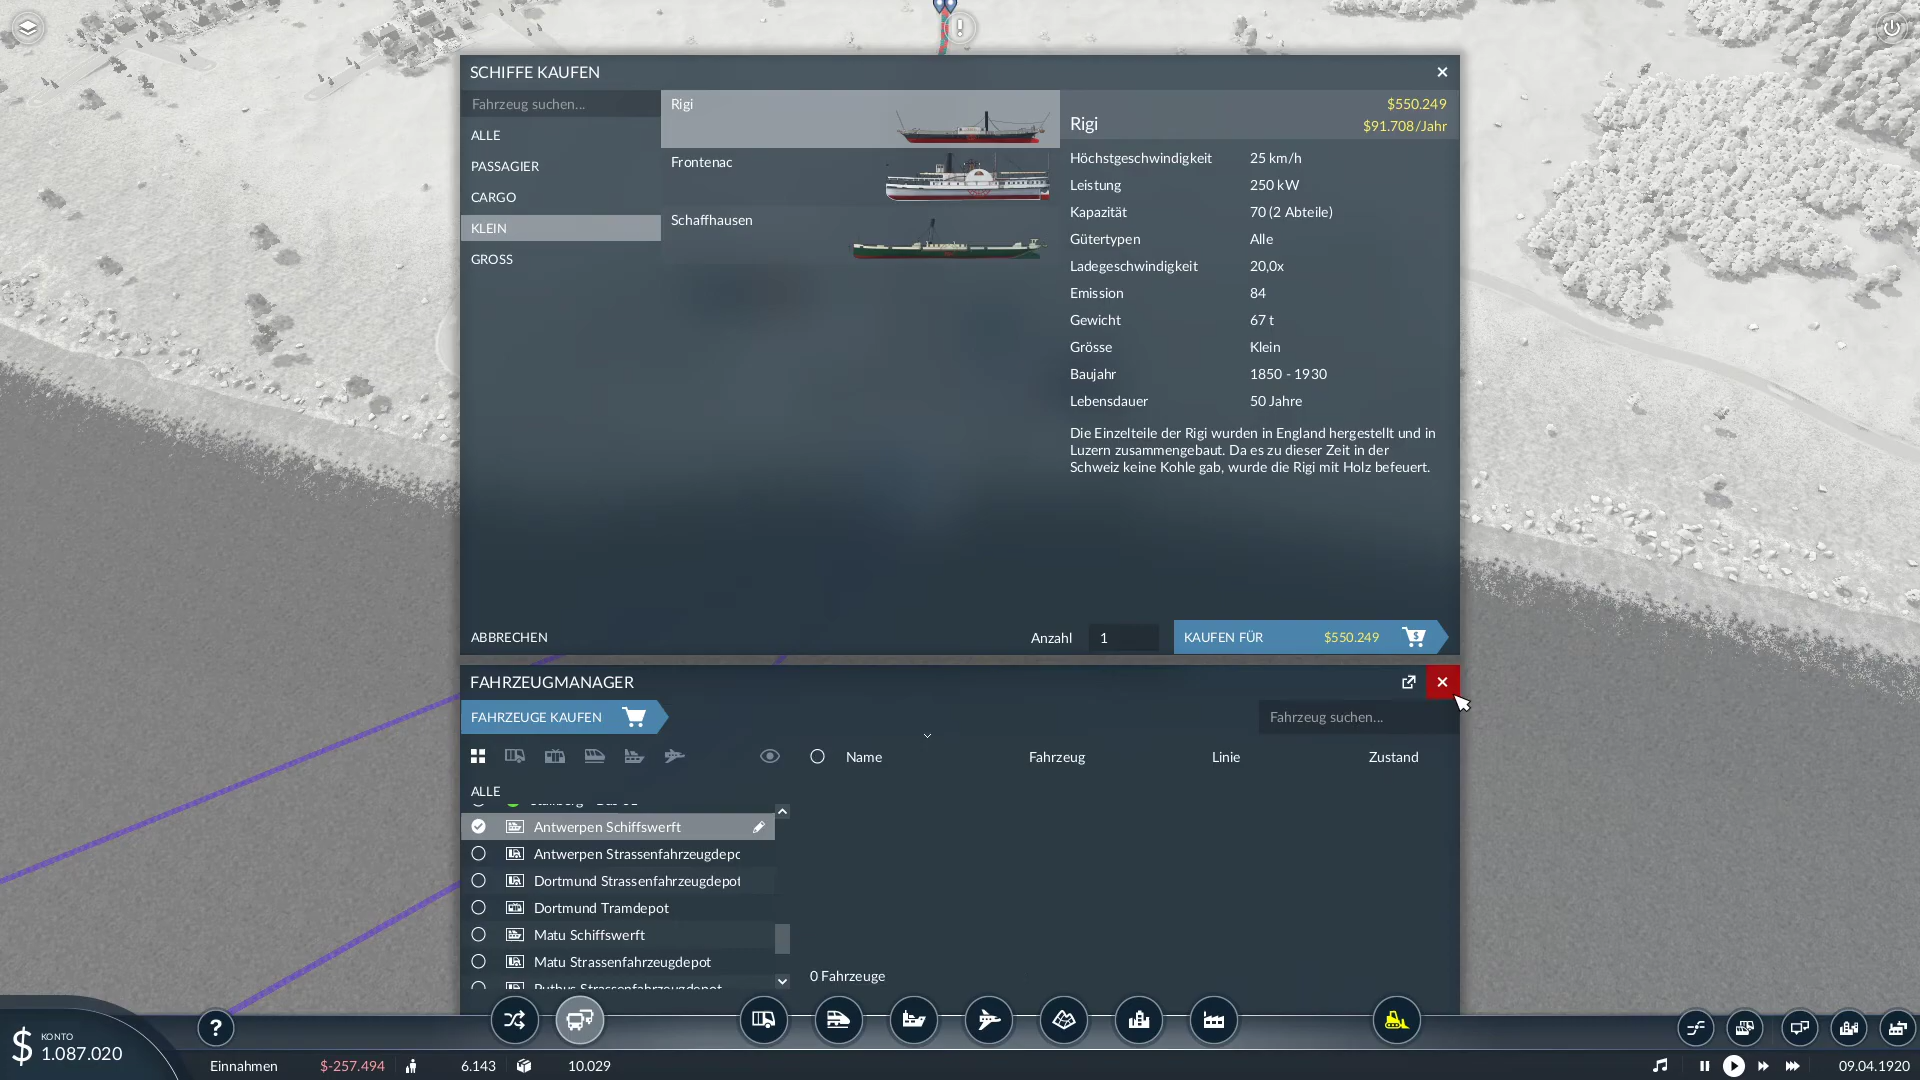 SCHIFFE KAUFEN
Fahrzeug suchen...
ALLE
PASSAGIER
CARGO
KLEIN
GROSS
Rigi
Frontenac
Schaffhausen
Rigi
$550.249
$91.708/Jahr
Höchstgeschwindigkeit 25 km/h
Leistung 250 kW
Kapazität 70 (2 Abteile)
Gütertypen Alle
Ladegeschwindigkeit 20,0x
Emission 84
Gewicht 67 t
Grösse Klein
Baujahr 1850 - 1930
Lebensdauer 50 Jahre
Die Einzelteile der Rigi wurden in England hergestellt und in
Luzern zusammengebaut. Da es zu dieser Zeit in der
Schweiz keine Kohle gab, wurde die Rigi mit Holz befeuert.
ABBRECHEN
Anzahl 1
KAUFEN FÜR $550.249
FAHRZEUGMANAGER
FAHRZEUGE KAUFEN
Fahrzeug suchen...
Name Fahrzeug Linie Zustand
ALLE
Antwerpen Schiffswerft
Antwerpen Strassenfahrzeugdepo
Dortmund Strassenfahrzeugdepot
Dortmund Tramdepot
Matu Schiffswerft
Matu Strassenfahrzeugdepot
0 Fahrzeuge
$ KONTO
1.087.020
?
Einnahmen $-257.494 6.143 10.029
09.04.1920